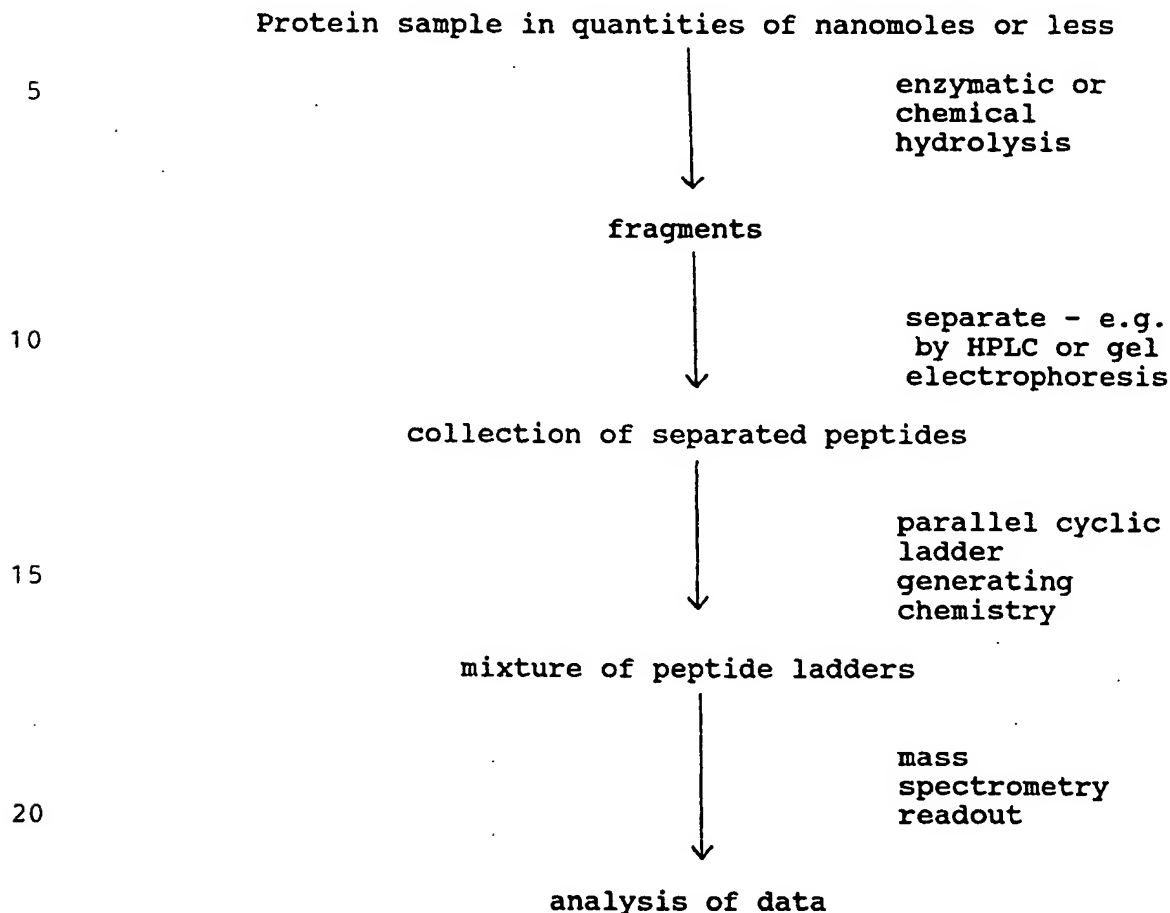 Protein sample in quantities of nanomoles or less
5
enzymatic or
chemical
hydrolysis
fragments
10
separate - e.g.
by HPLC or gel
electrophoresis
collection of separated peptides
15
parallel cyclic
ladder
generating
chemistry
mixture of peptide ladders
20
mass
spectrometry
readout
analysis of data